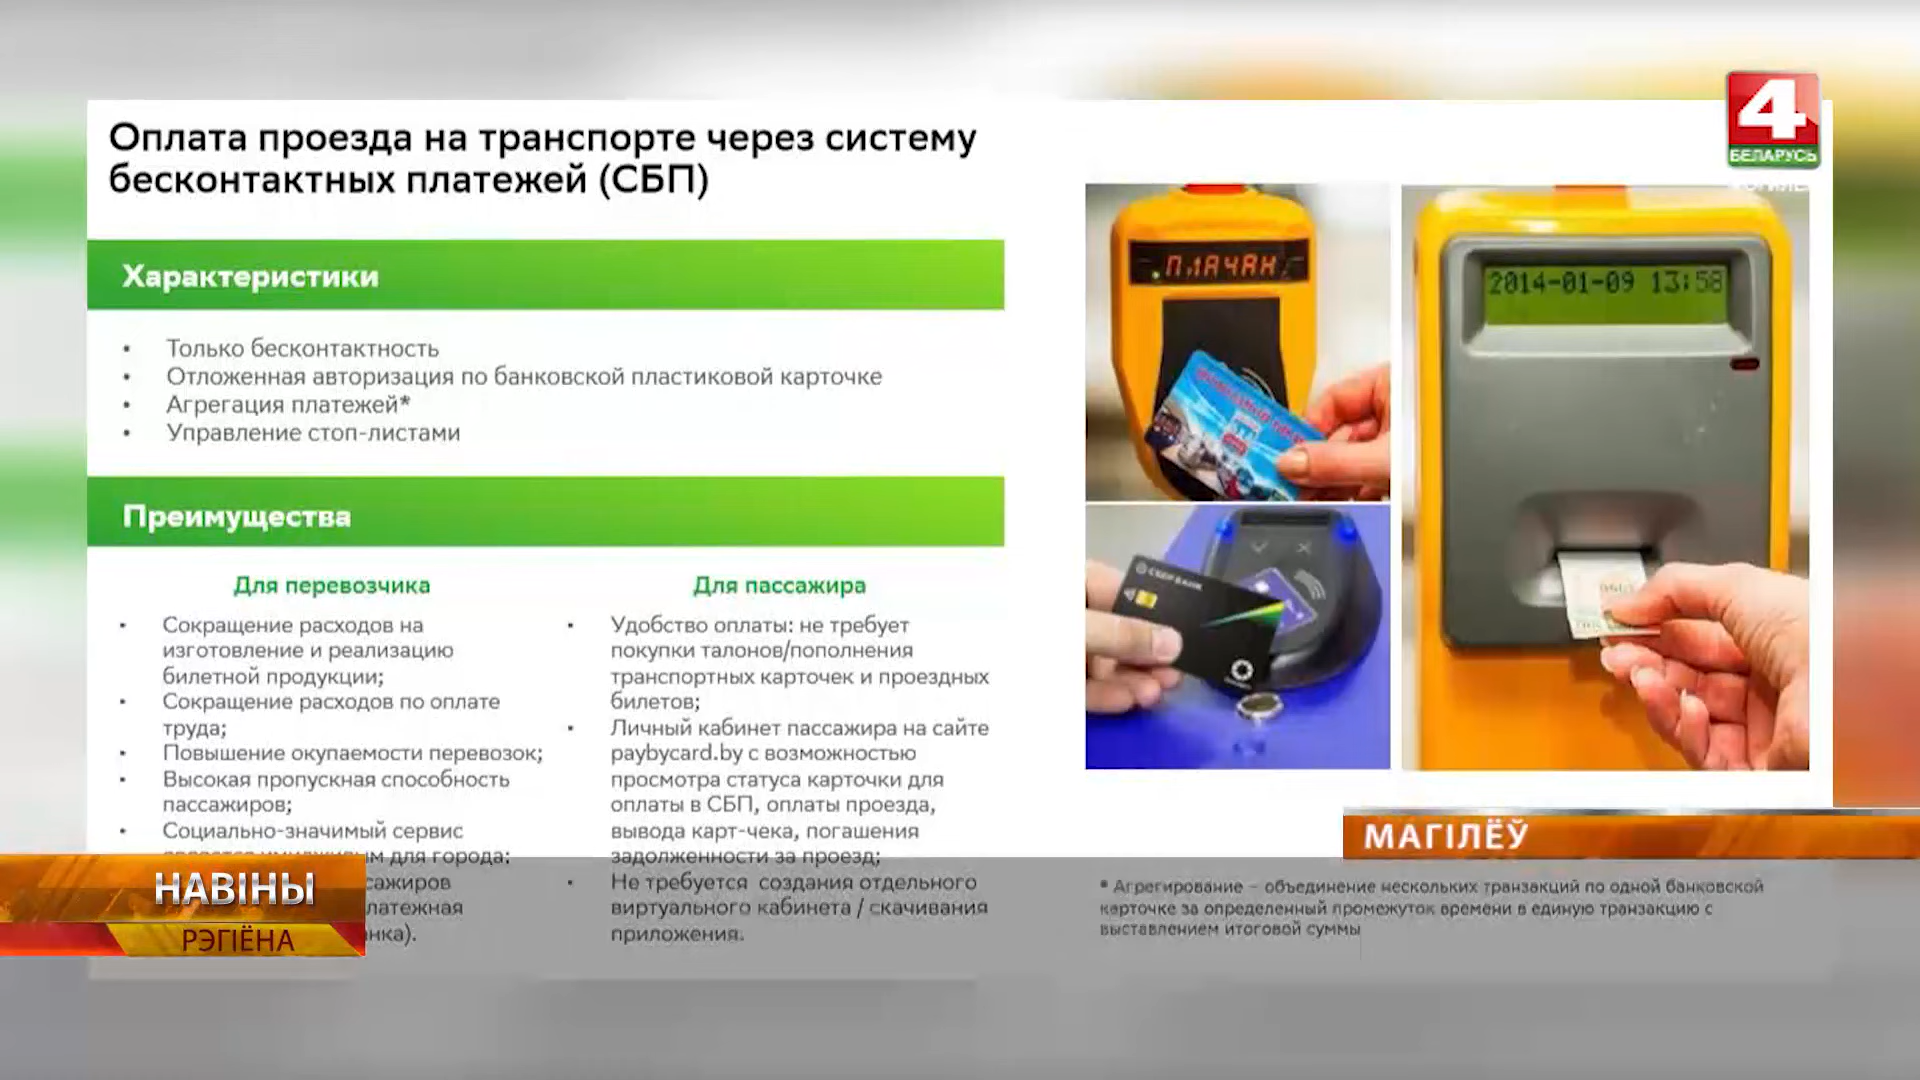 4
БЕЛАРУСЬ
Оплата проезда на транспорте через систему
бесконтактных платежей (СБП)
Характеристики
• Только бесконтактность
• Отложенная авторизация по банковской пластиковой карточке
• Агрегация платежей*
• Управление стоп-листами
Преимущества
Для перевозчика
• Сокращение расходов на
изготовление и реализацию
билетной продукции;
• Сокращение расходов по оплате
труда;
• Повышение окупаемости перевозок;
• Высокая пропускная способность
пассажиров;
• Социально-значимый сервис
для города;
Для пассажира
• Удобство оплаты: не требует
покупки талонов/пополнения
транспортных карточек и проездных
билетов;
• Личный кабинет пассажира на сайте
paybycard.by с возможностью
просмотра статуса карточки для
оплаты в СБП, оплаты проезда,
вывода карт-чека, погашения
задолженности за проезд;
• Не требуется создания отдельного
виртуального кабинета / скачивания
приложения.
2014-01-09 13:58
СБЕР БАНК
МАГІЛЁЎ
* Агрегирование – объединение нескольких транзакций по одной банковской
карточке за определенный промежуток времени в единую транзакцию с
выставлением итоговой суммы
НАВІНЫ
РЭГІЁНА